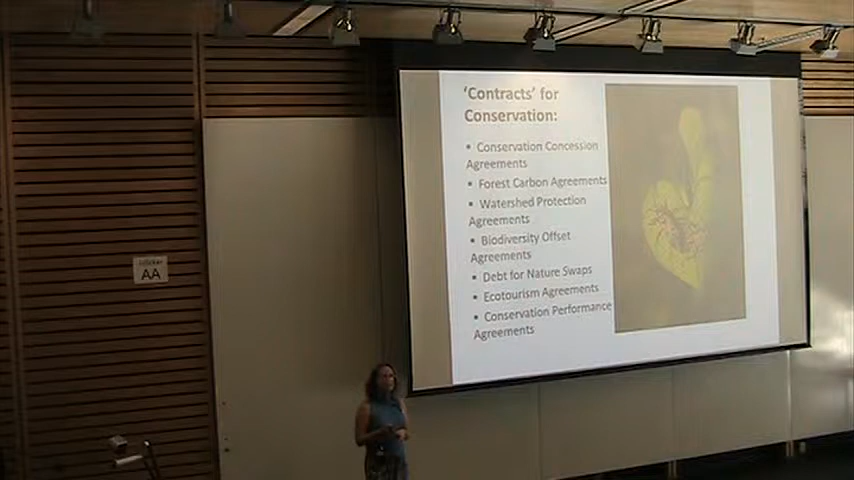 'Contracts' for
Conservation:
▪ Conservation Concession
Agreements
▪ Forest Carbon Agreements
▪ Watershed Protection
Agreements
▪ Biodiversity Offset
Agreements
▪ Debt for Nature Swaps
▪ Ecotourism Agreements
▪ Conservation Performance
Agreements
AA